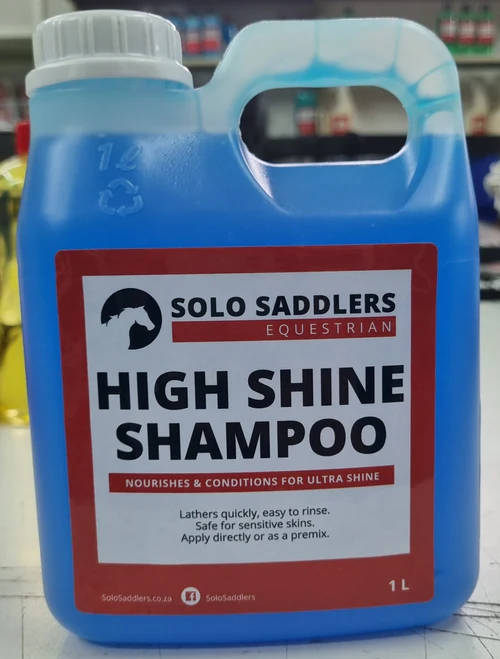 1 L
SOLO SADDLERS
EQUESTRIAN
HIGH SHINE
SHAMPOO
NOURISHES & CONDITIONS FOR ULTRA SHINE
Lathers quickly, easy to rinse.
Safe for sensitive skins.
Apply directly or as a premix.
1 L
SoloSaddlers.co.za f SoloSaddlers